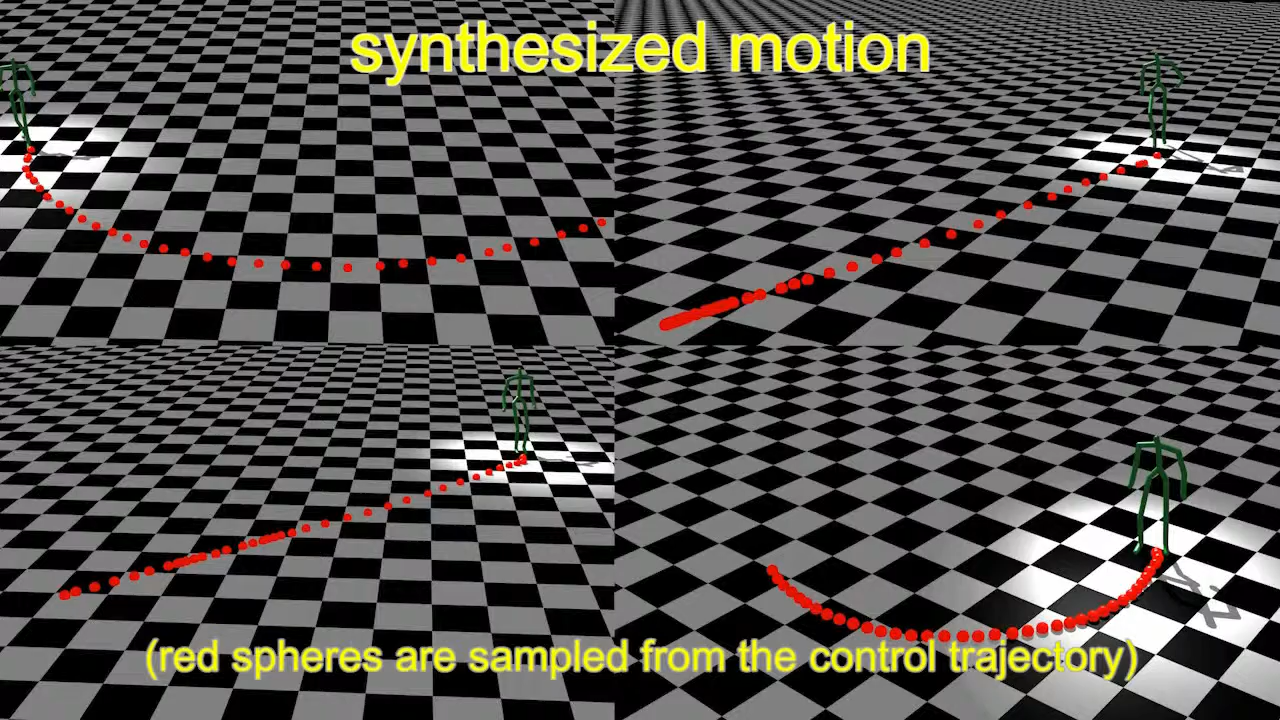 synthesized motion
(red spheres are sampled from the control trajectory)